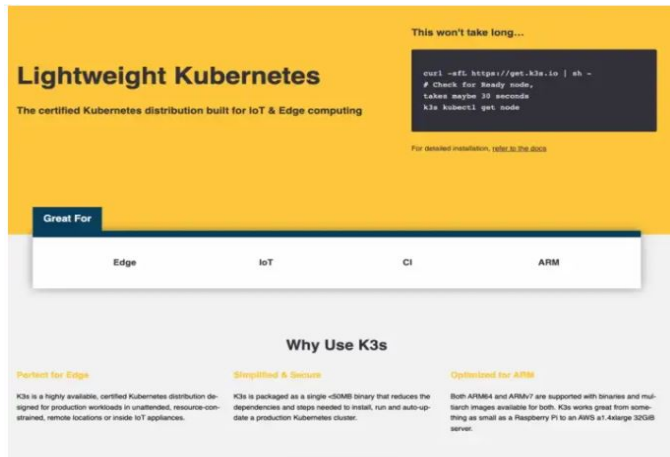 This won't take long...
Lightweight Kubernetes
The certified Kubernetes distribution built for IoT & Edge computing
curl -sfL https://get.k3s.io | sh -
# Check for Ready node,
takes maybe 30 seconds
k3s kubectl get node
For detailed installation, refer to the docs
Great For
Edge
IoT
CI
ARM
Why Use K3s
Perfect for Edge
K3s is a highly available, certified Kubernetes distribution de-
signed for production workloads in unattended, resource-con-
strained, remote locations or inside IoT appliances.
Simplified & Secure
K3s is packaged as a single <50MB binary that reduces the
dependencies and steps needed to install, run and auto-up-
date a production Kubernetes cluster.
Optimized for ARM
Both ARM64 and ARMv7 are supported with binaries and mul-
tiarch images available for both. K3s works great from some-
thing as small as a Raspberry Pi to an AWS a1.4xlarge 32GiB
server.